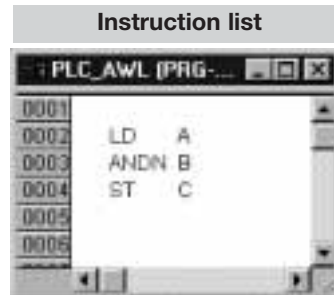 Instruction list
PLC_AWL (PRG-...
0001
0002 LD A
0003 ANDN B
0004 ST C
0005
0006